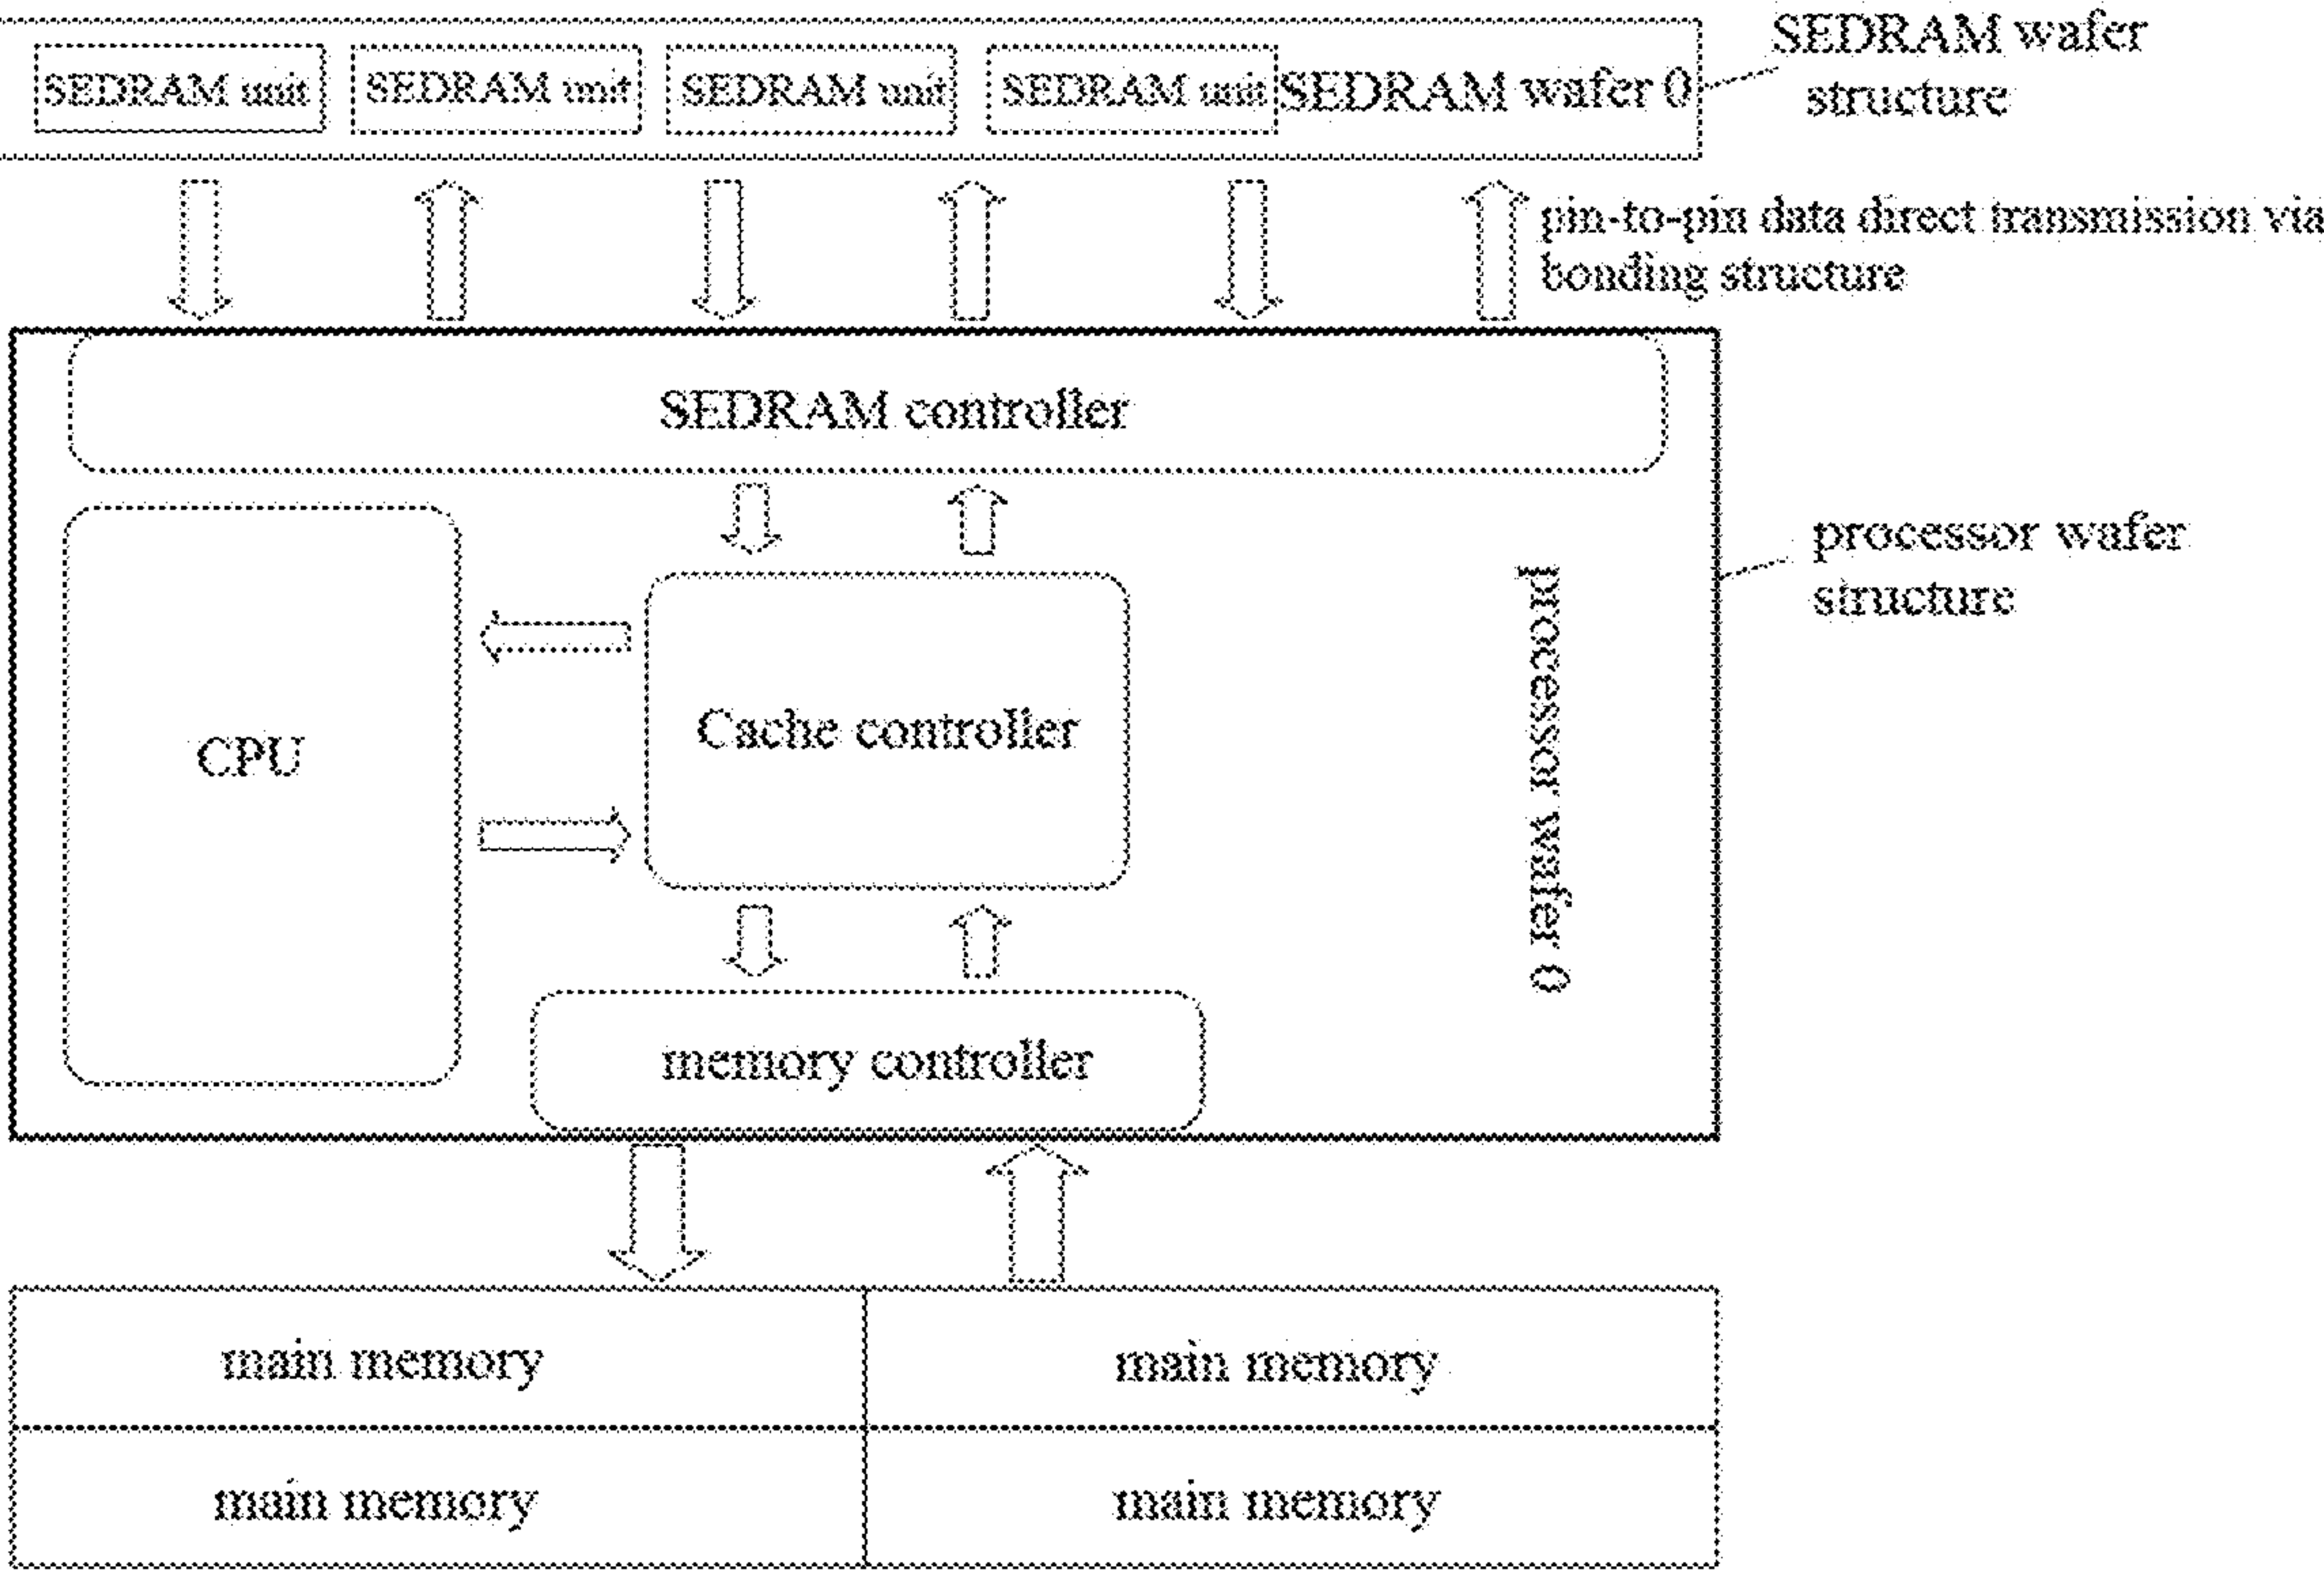 SEDRAM unit SEDRAM unit SEDRAM unit SEDRAM unit SEDRAM wafer 0
SEDRAM wafer
structure
pin-to-pin data direct transmission via
bonding structure
SEDRAM controller
processor wafer
structure
CPU
Cache controller
processor wafer 0
memory controller
main memory main memory
main memory main memory